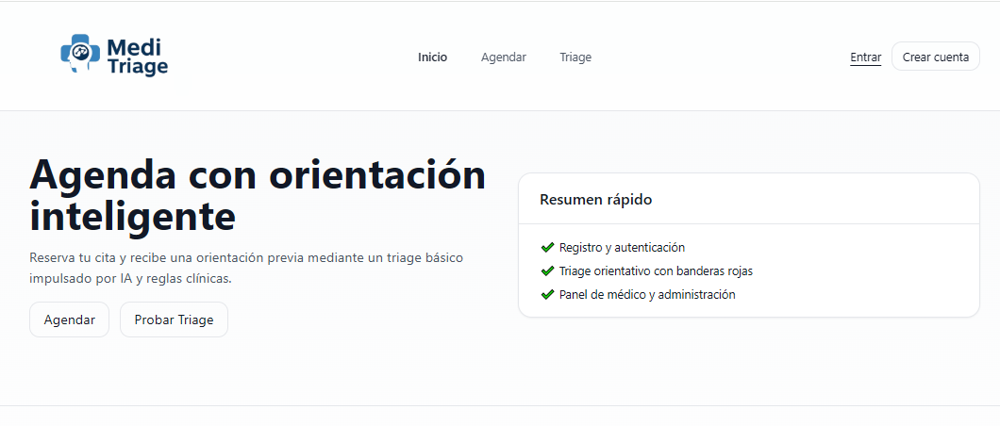 Medi
Triage
Inicio
Agendar
Triage
Entrar
Crear cuenta
Agenda con orientación
inteligente
Reserva tu cita y recibe una orientación previa mediante un triage básico
impulsado por IA y reglas clínicas.
Agendar
Probar Triage
Resumen rápido
Registro y autenticación
Triage orientativo con banderas rojas
Panel de médico y administración